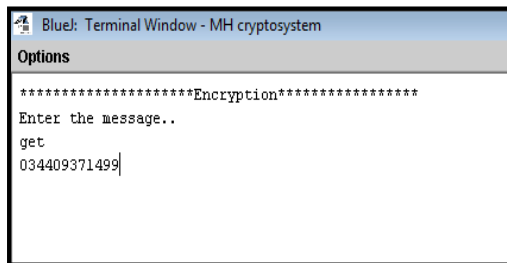 BlueJ: Terminal Window - MH cryptosystem
Options
*********************Encryption*****************
Enter the message..
get
034409371499